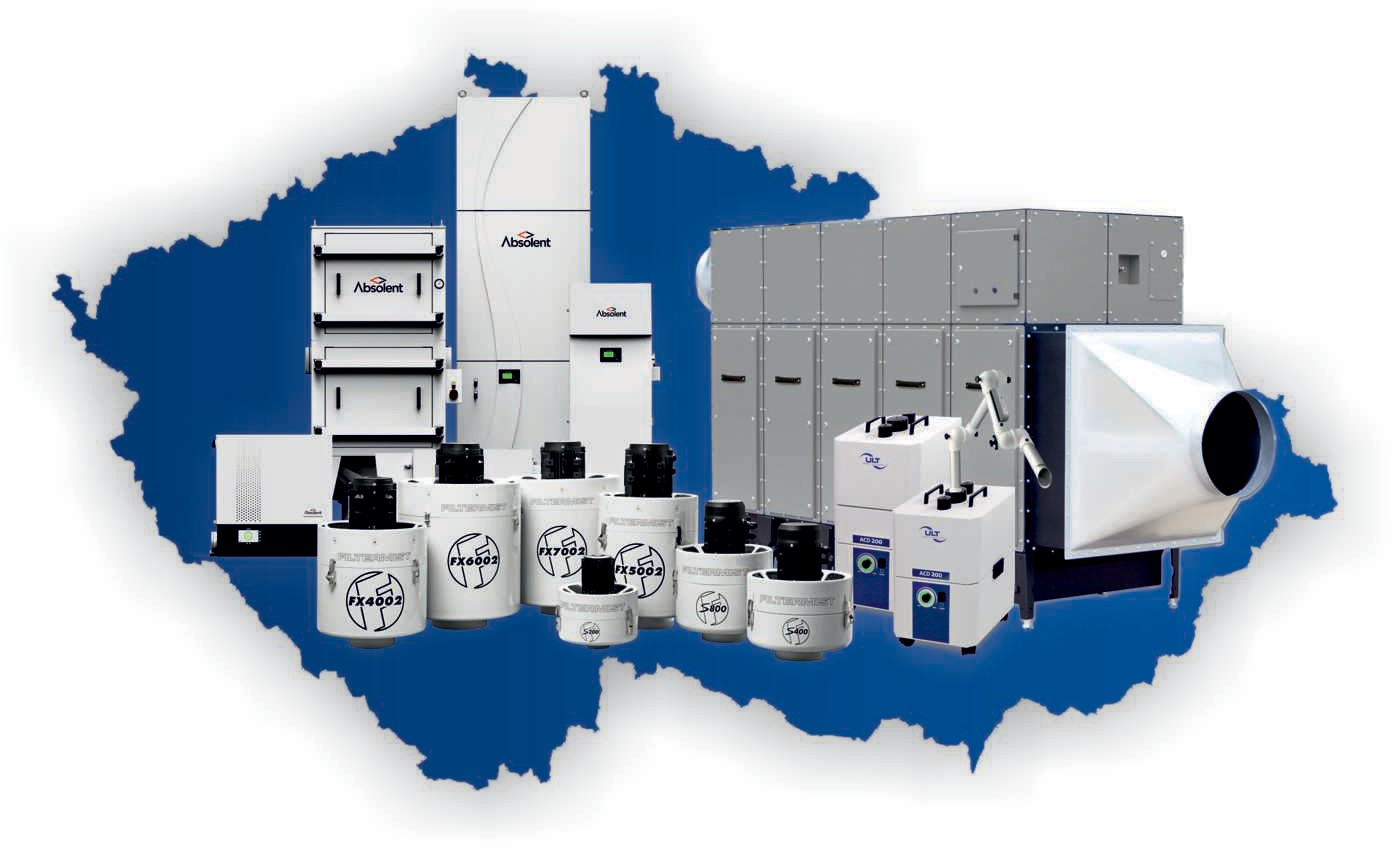 Absolent
Absolent
Absolent
Absolent
FILTERMIST
FX4002
FILTERMIST
FX6002
FILTERMIST
FX7002
FILTERMIST
FX5002
FILTERMIST
S200
FILTERMIST
S800
FILTERMIST
S400
ULT
ACD 200
ULT
ACD 200